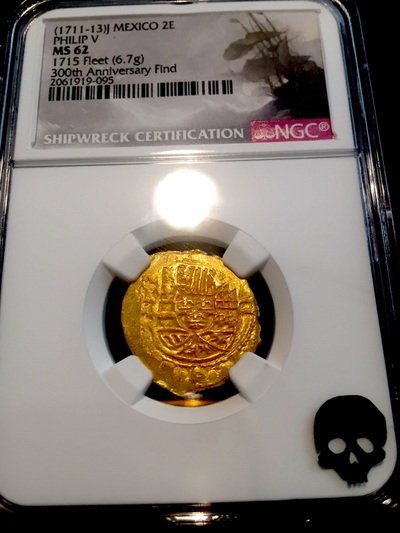 (1711-13)J MEXICO 2E
PHILIP V
MS 62
1715 Fleet (6.7g)
300th Anniversary Find
2061919-095
SHIPWRECK CERTIFICATION NGC®